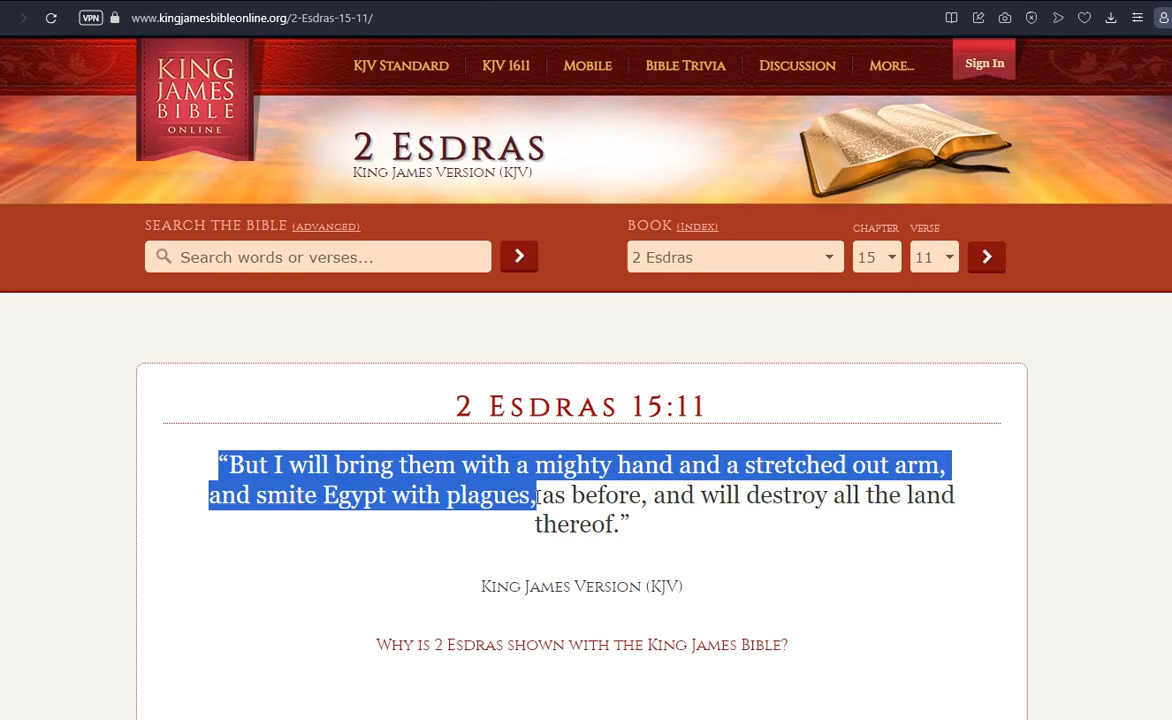 VPN
www.kingjamesbibleonline.org/2-Esdras-15-11/
KING
JAMES
BIBLE
ONLINE
KJV STANDARD
KJV 1611
MOBILE
BIBLE TRIVIA
DISCUSSION
MORE...
Sign In
2 ESDRAS
KING JAMES VERSION (KJV)
SEARCH THE BIBLE (ADVANCED)
Search words or verses...
BOOK (INDEX)
CHAPTER
VERSE
2 Esdras
15
11
2 ESDRAS 15:11
“But I will bring them with a mighty hand and a stretched out arm,
and smite Egypt with plagues, as before, and will destroy all the land
thereof.”
KING JAMES VERSION (KJV)
WHY IS 2 ESDRAS SHOWN WITH THE KING JAMES BIBLE?